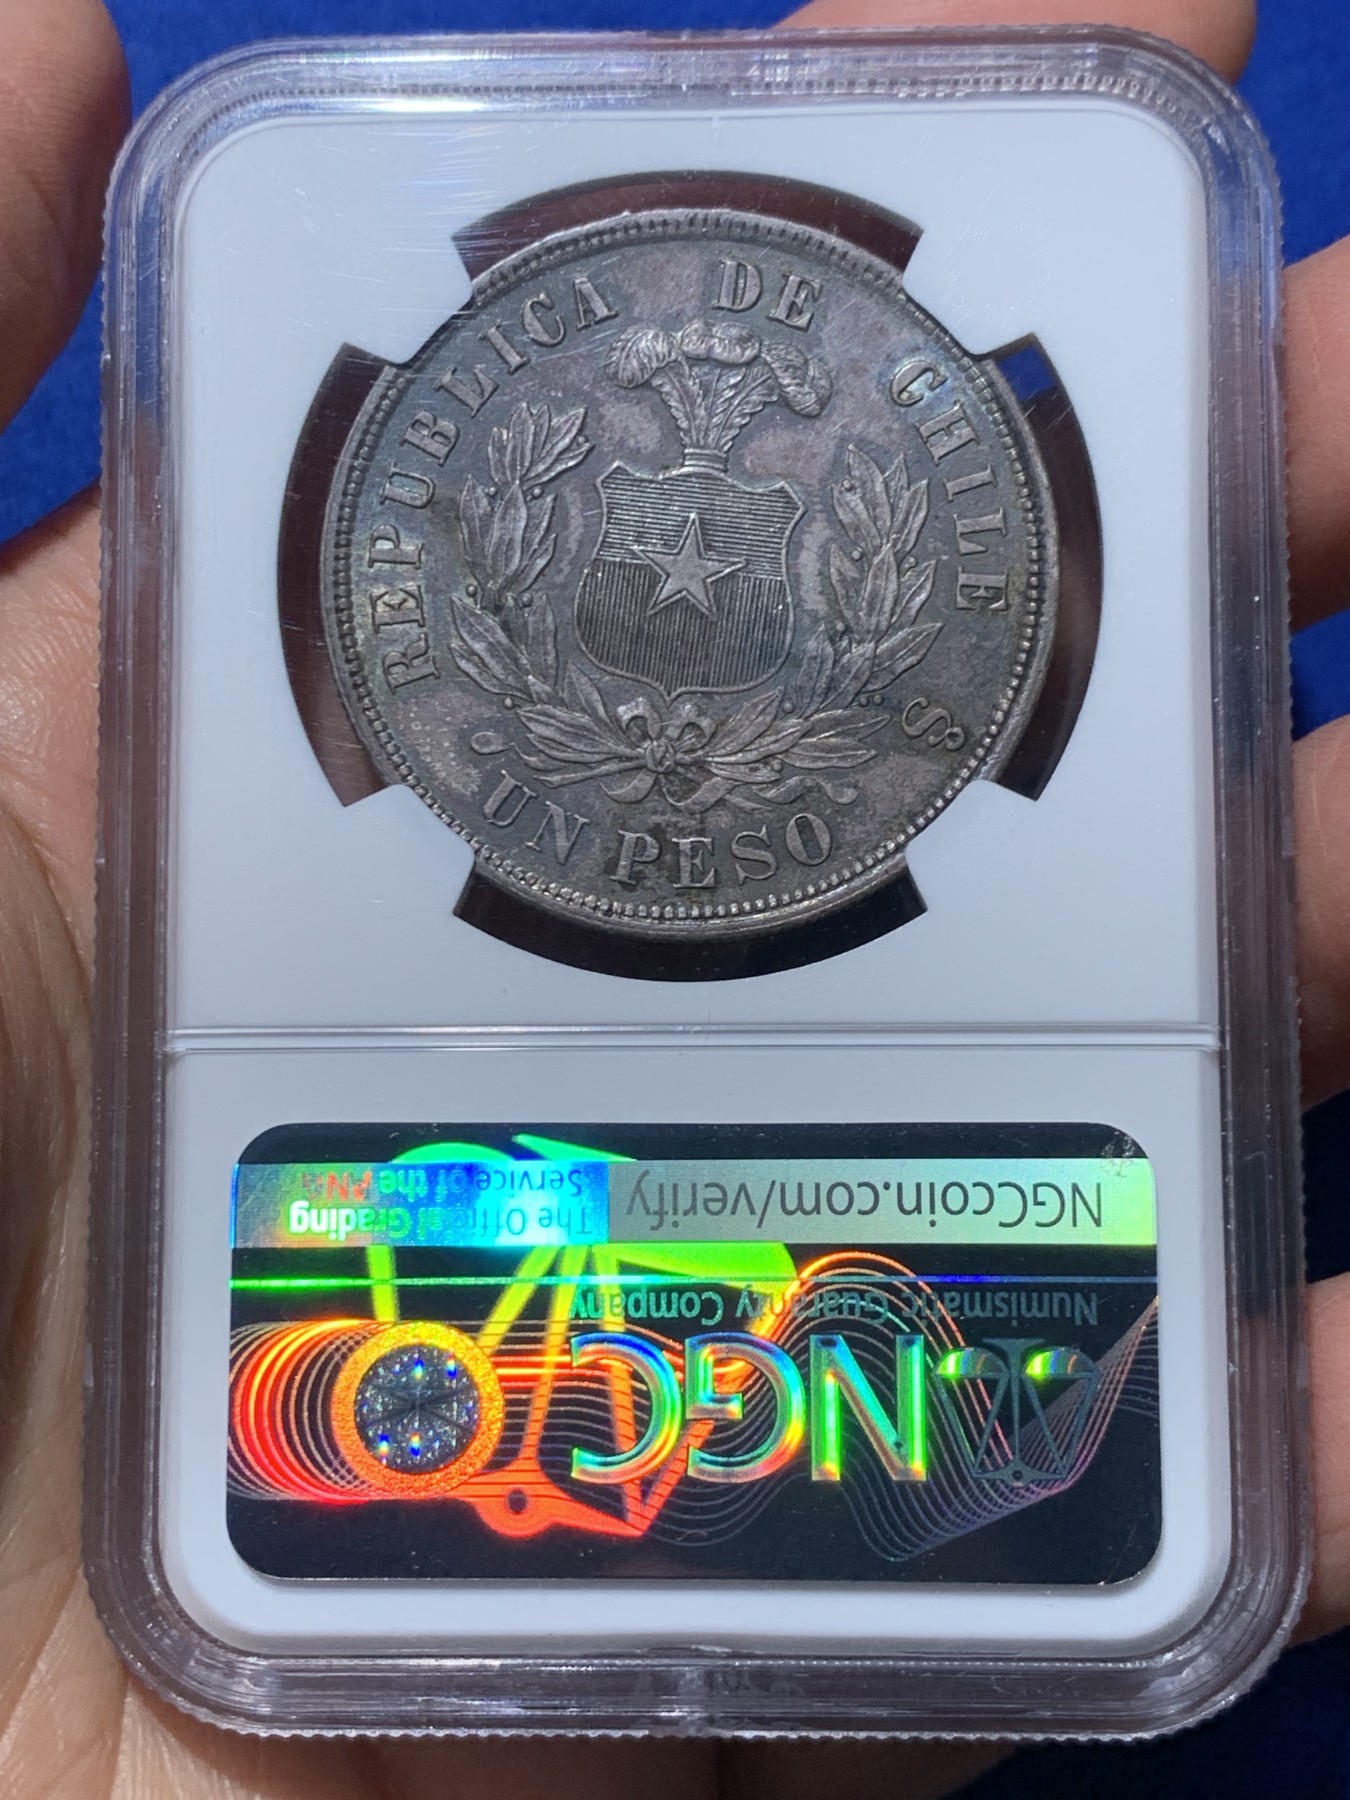 REPUBLICA DE CHILE
Sº
UN PESO
NGCcoin.com/verify
The Official Grading
Service of the ANA
Numismatic Guaranty Company
NGC